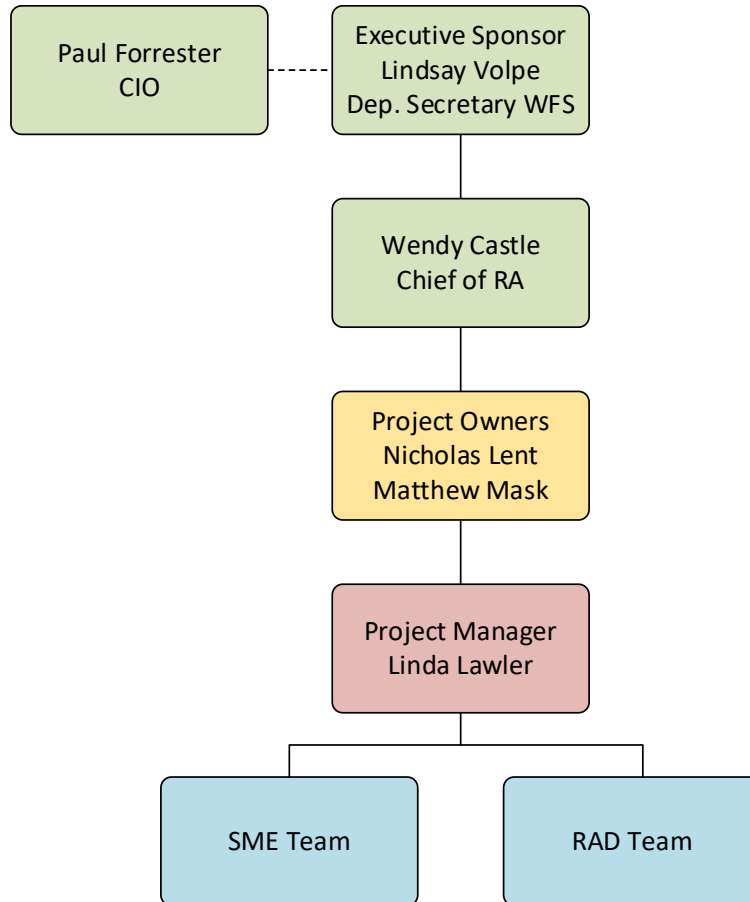 Paul Forrester
CIO
Executive Sponsor
Lindsay Volpe
Dep. Secretary WFS
Wendy Castle
Chief of RA
Project Owners
Nicholas Lent
Matthew Mask
Project Manager
Linda Lawler
SME Team
RAD Team